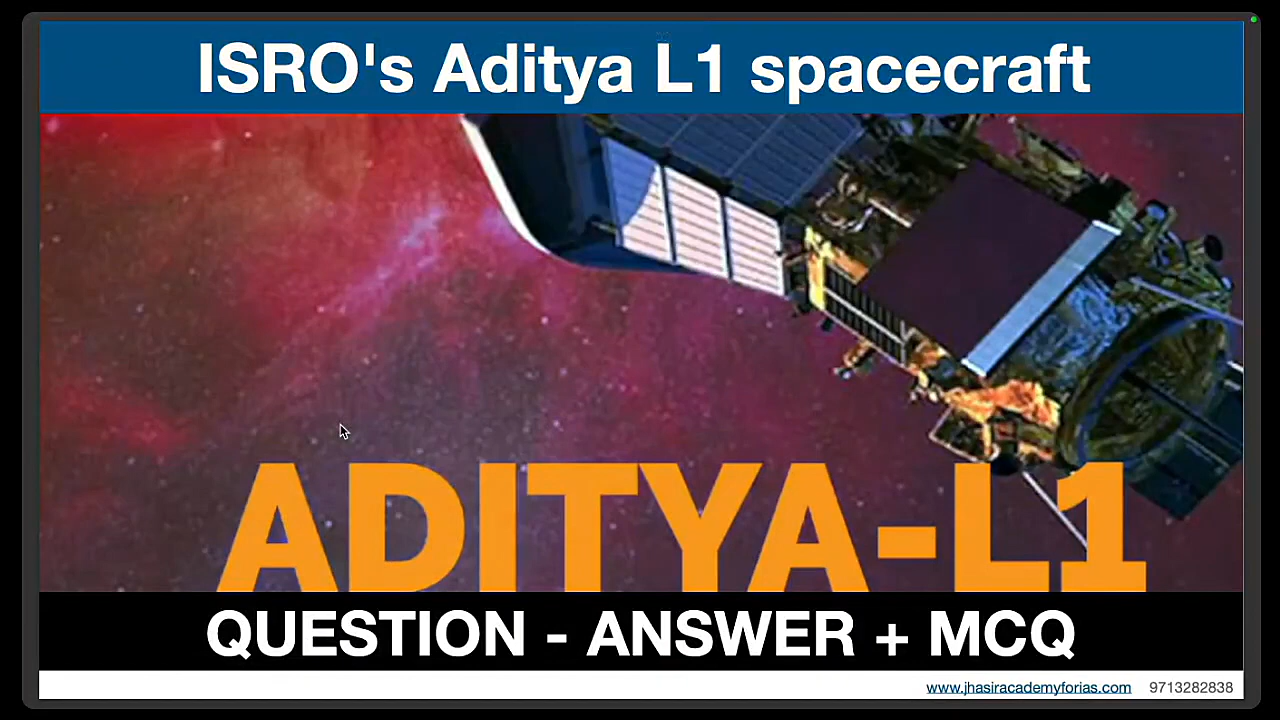 ISRO's Aditya L1 spacecraft
ADITYA-L1
QUESTION - ANSWER + MCQ
www.jhasiracademyforias.com 9713282838